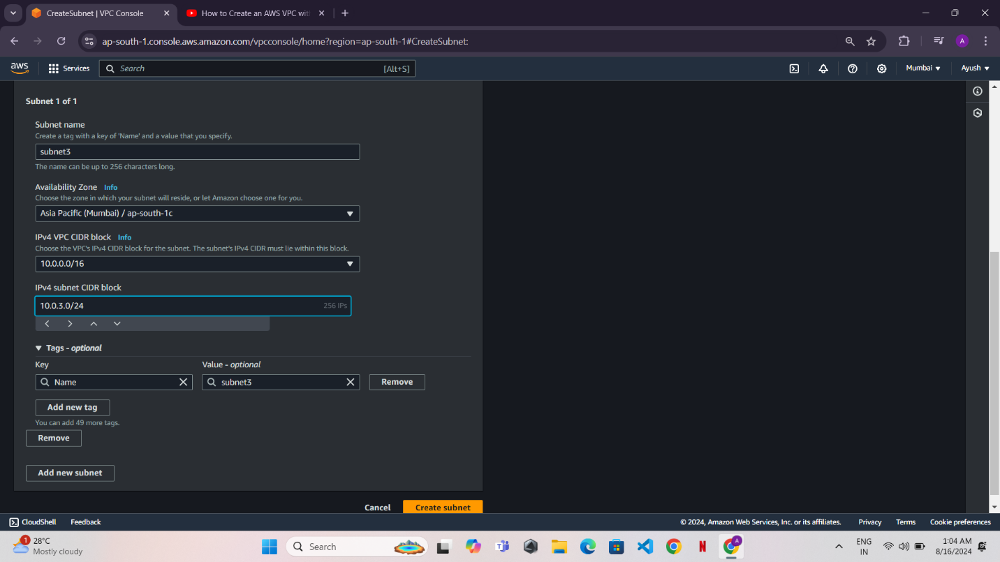 CreateSubnet | VPC Console
How to Create an AWS VPC wit
ap-south-1.console.aws.amazon.com/vpcconsole/home?region=ap-south-1#CreateSubnet:
A
aws
Services
Search
[Alt+S]
Mumbai
Ayush
Subnet 1 of 1
Subnet name
Create a tag with a key of 'Name' and a value that you specify.
subnet3
The name can be up to 256 characters long.
Availability Zone Info
Choose the zone in which your subnet will reside, or let Amazon choose one for you.
Asia Pacific (Mumbai) / ap-south-1c
IPv4 VPC CIDR block Info
Choose the VPC's IPv4 CIDR block for the subnet. The subnet's IPv4 CIDR must lie within this block.
10.0.0.0/16
IPv4 subnet CIDR block
10.0.3.0/24 256 IPs
Tags - optional
Key Value - optional
Name subnet3 Remove
Add new tag
You can add 49 more tags.
Remove
Add new subnet
Cancel Create subnet
CloudShell Feedback © 2024, Amazon Web Services, Inc. or its affiliates. Privacy Terms Cookie preferences
1
28°C
Mostly cloudy
Search
N
A
ENG
IN
1:04 AM
8/16/2024